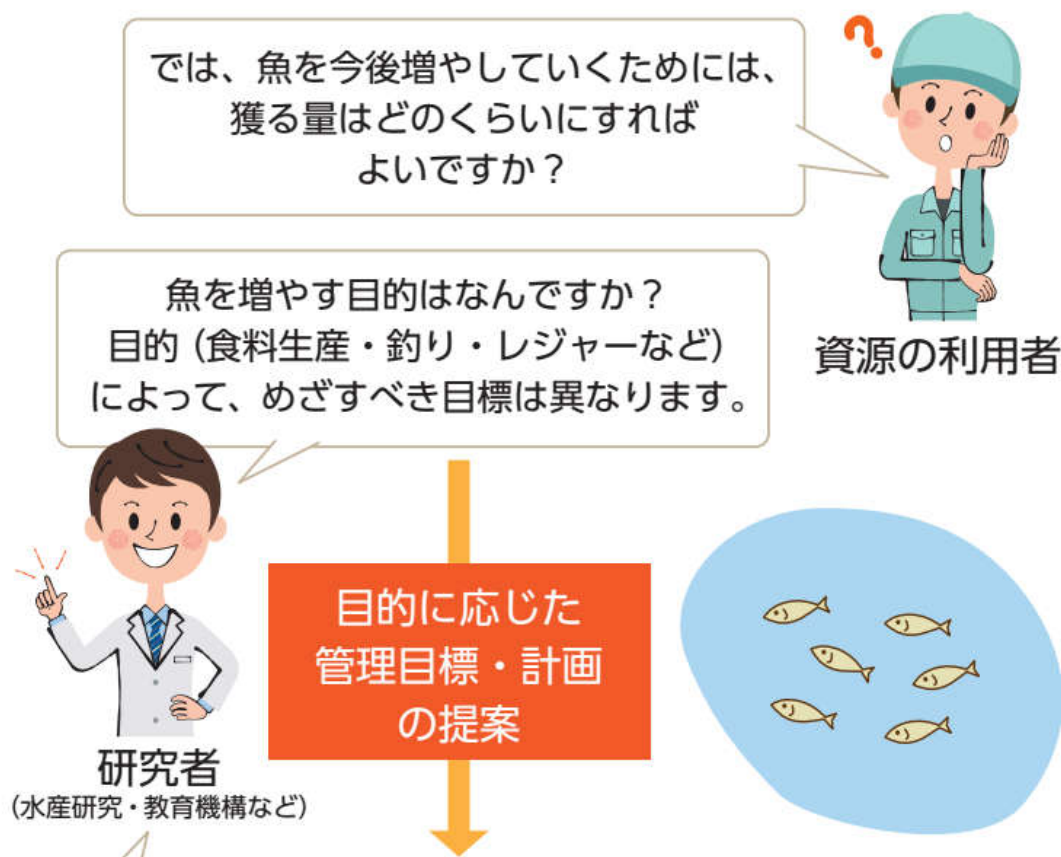 では、魚を今後増やしていくためには、
獲る量はどのくらいにすれば
よいですか？
資源の利用者
魚を増やす目的はなんですか？
目的（食料生産・釣り・レジャーなど）
によって、めざすべき目標は異なります。
目的に応じた
管理目標・計画
の提案
研究者
（水産研究・教育機構など）